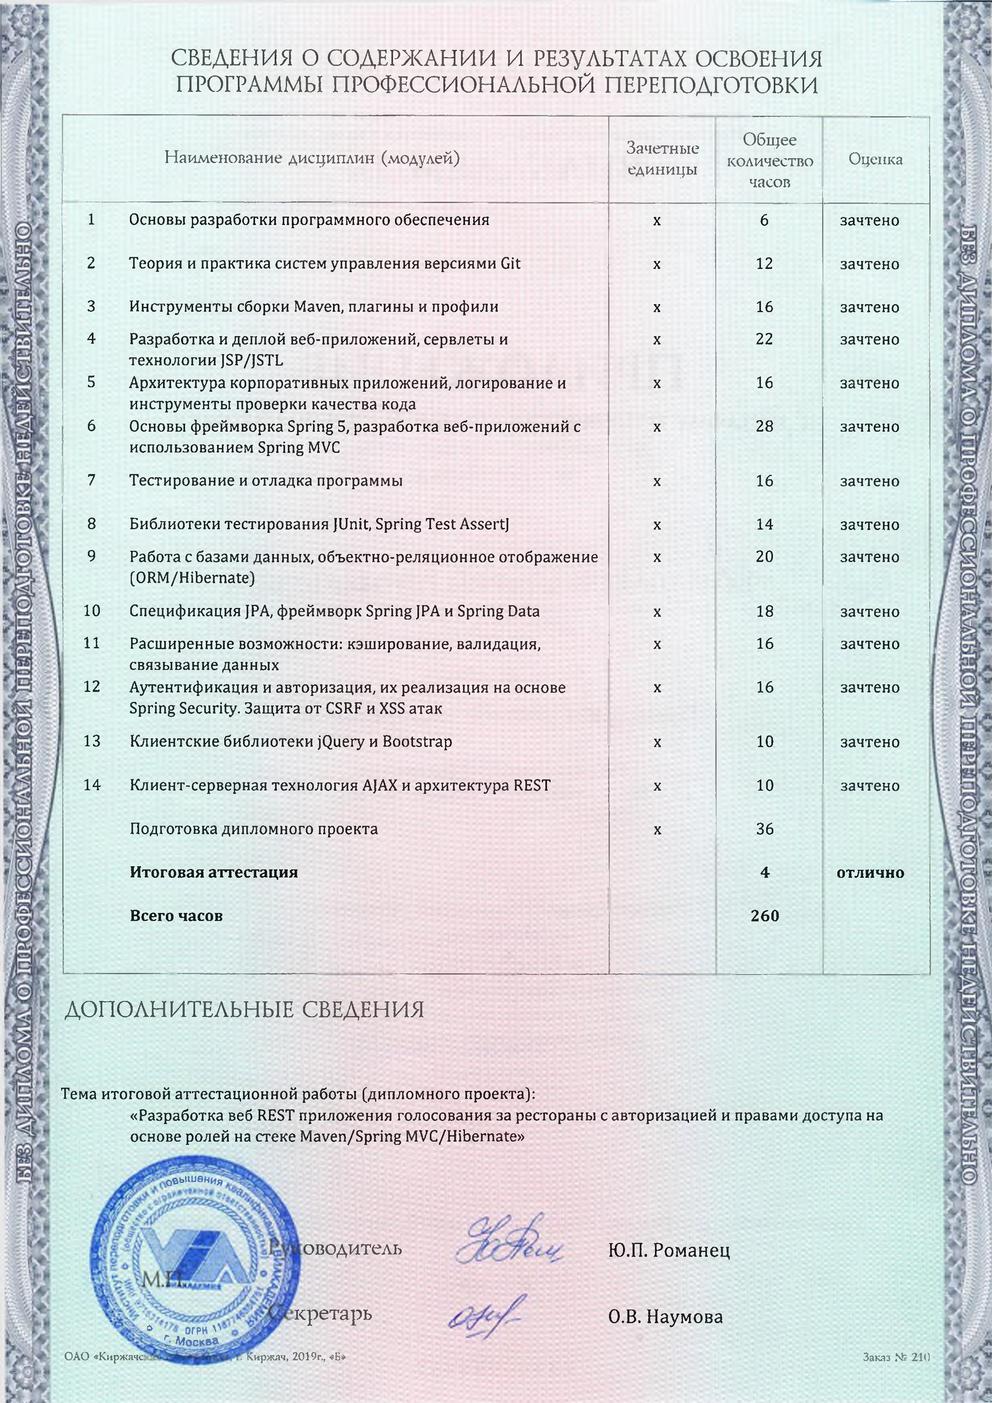 СВЕДЕНИЯ О СОДЕРЖАНИИ И РЕЗУЛЬТАТАХ ОСВОЕНИЯ
ПРОГРАММЫ ПРОФЕССИОНАЛЬНОЙ ПЕРЕПОДГОТОВКИ
Наименование дисциплин (модулей) Зачетные единицы Общее количество часов Оценка
1 Основы разработки программного обеспечения х 6 зачтено
2 Теория и практика систем управления версиями Git х 12 зачтено
3 Инструменты сборки Maven, плагины и профили х 16 зачтено
4 Разработка и деплой веб-приложений, сервлеты и х 22 зачтено
технологии JSP/JSTL
5 Архитектура корпоративных приложений, логирование и х 16 зачтено
инструменты проверки качества кода
6 Основы фреймворка Spring 5, разработка веб-приложений с х 28 зачтено
использованием Spring MVC
7 Тестирование и отладка программы х 16 зачтено
8 Библиотеки тестирования JUnit, Spring Test AssertJ х 14 зачтено
9 Работа с базами данных, объектно-реляционное отображение х 20 зачтено
(ORM/Hibernate)
10 Спецификация JPA, фреймворк Spring JPA и Spring Data х 18 зачтено
11 Расширенные возможности: кэширование, валидация, х 16 зачтено
связывание данных
12 Аутентификация и авторизация, их реализация на основе х 16 зачтено
Spring Security. Защита от CSRF и XSS атак
13 Клиентские библиотеки jQuery и Bootstrap х 10 зачтено
14 Клиент-серверная технология AJAX и архитектура REST х 10 зачтено
Подготовка дипломного проекта х 36
Итоговая аттестация 4 отлично
Всего часов 260
ДОПОЛНИТЕЛЬНЫЕ СВЕДЕНИЯ
Тема итоговой аттестационной работы (дипломного проекта):
«Разработка веб REST приложения голосования за рестораны с авторизацией и правами доступа на
основе ролей на стеке Maven/Spring MVC/Hibernate»
Руководитель Ю.П. Романец
М.П.
Секретарь О.В. Наумова
г. Москва
ОАО г. Киржач, 2019г., «Б» Заказ № 210
БЕЗ ДИПЛОМА О ПРОФЕССИОНАЛЬНОЙ ПЕРЕПОДГОТОВКЕ НЕДЕЙСТВИТЕЛЬНО
БЕЗ ДИПЛОМА О ПРОФЕССИОНАЛЬНОЙ ПЕРЕПОДГОТОВКЕ НЕДЕЙСТВИТЕЛЬНО